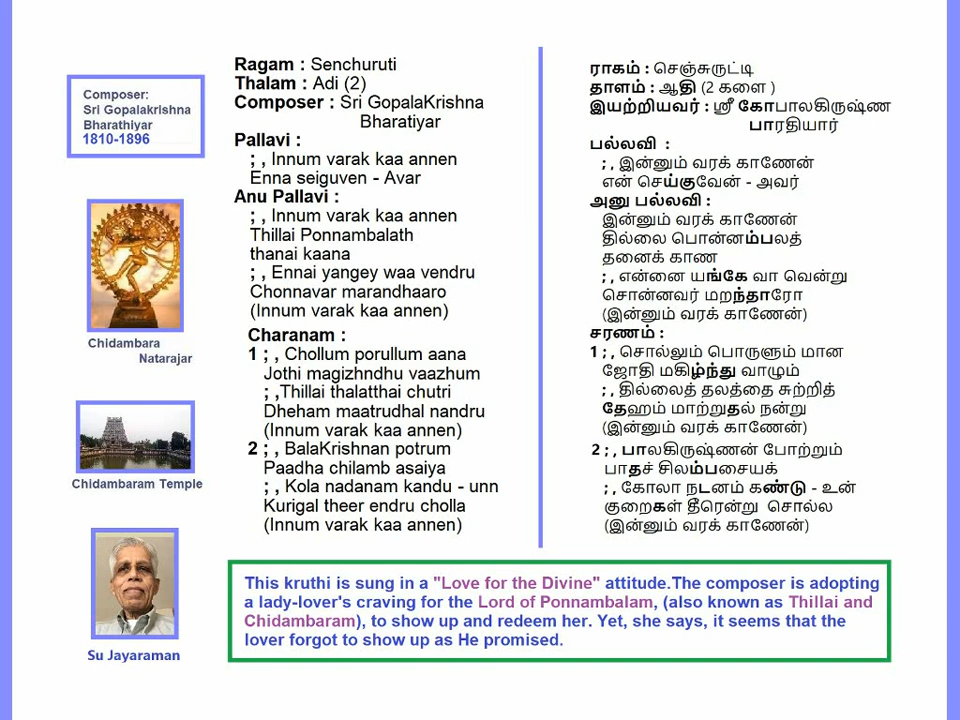 Composer:
Sri Gopalakrishna
Bharathiyar
1810-1896
Chidambara
Natarajar
Chidambaram Temple
Su Jayaraman
Ragam : Senchuruti
Thalam : Adi (2)
Composer : Sri GopalaKrishna
Bharatiyar
Pallavi :
; , Innum varak kaa annen
Enna seiguven - Avar
Anu Pallavi :
; , Innum varak kaa annen
Thillai Ponnambalath
thanai kaana
; , Ennai yangey waa vendru
Chonnavar marandhaaro
(Innum varak kaa annen)
Charanam :
1 ; , Chollum porullum aana
Jothi magizhndhu vaazhum
; ,Thillai thalatthai chutri
Dheham maatrudhal nandru
(Innum varak kaa annen)
2 ; , BalaKrishnan potrum
Paadha chilamb asaiya
; , Kola nadanam kandu - unn
Kurigal theer endru cholla
(Innum varak kaa annen)
ராகம் : செஞ்சுருட்டி
தாளம் : ஆதி (2 களை )
இயற்றியவர் : ஸ்ரீ கோபாலகிருஷ்ண
பாரதியார்
பல்லவி :
; , இன்னும் வரக் காணேன்
என் செய்குவேன் - அவர்
அனு பல்லவி :
இன்னும் வரக் காணேன்
தில்லை பொன்னம்பலத்
தனைக் காண
; , என்னை யங்கே வா வென்று
சொன்னவர் மறந்தாரோ
(இன்னும் வரக் காணேன்)
சரணம் :
1 ; , சொல்லும் பொருளும் மான
ஜோதி மகிழ்ந்து வாழும்
; , தில்லைத் தலத்தை சுற்றித்
தேஹம் மாற்றுதல் நன்று
(இன்னும் வரக் காணேன்)
2 ; , பாலகிருஷ்ணன் போற்றும்
பாதச் சிலம்பசையக்
; , கோலா நடனம் கண்டு - உன்
குறைகள் தீரென்று சொல்ல
(இன்னும் வரக் காணேன்)
This kruthi is sung in a "Love for the Divine" attitude.The composer is adopting
a lady-lover's craving for the Lord of Ponnambalam, (also known as Thillai and
Chidambaram), to show up and redeem her. Yet, she says, it seems that the
lover forgot to show up as He promised.